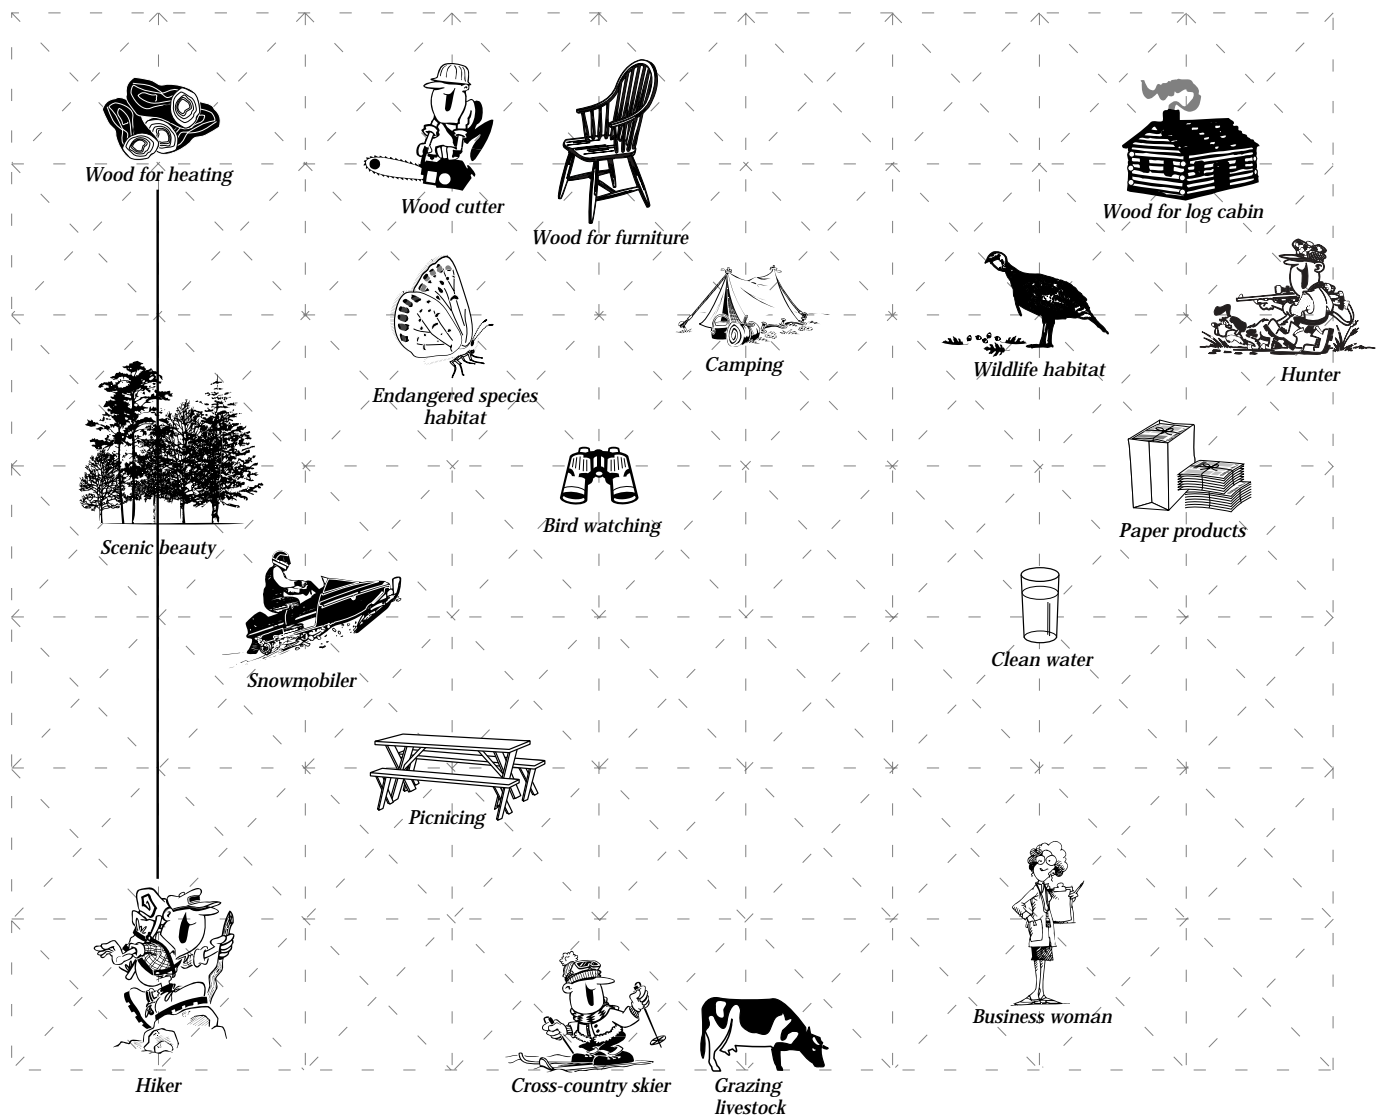 Wood for heating
Wood cutter
Wood for furniture
Wood for log cabin
Camping
Wildlife habitat
Hunter
Endangered species
habitat
Bird watching
Paper products
Scenic beauty
Clean water
Snowmobiler
Picnicing
Business woman
Hiker
Cross-country skier
Grazing
livestock